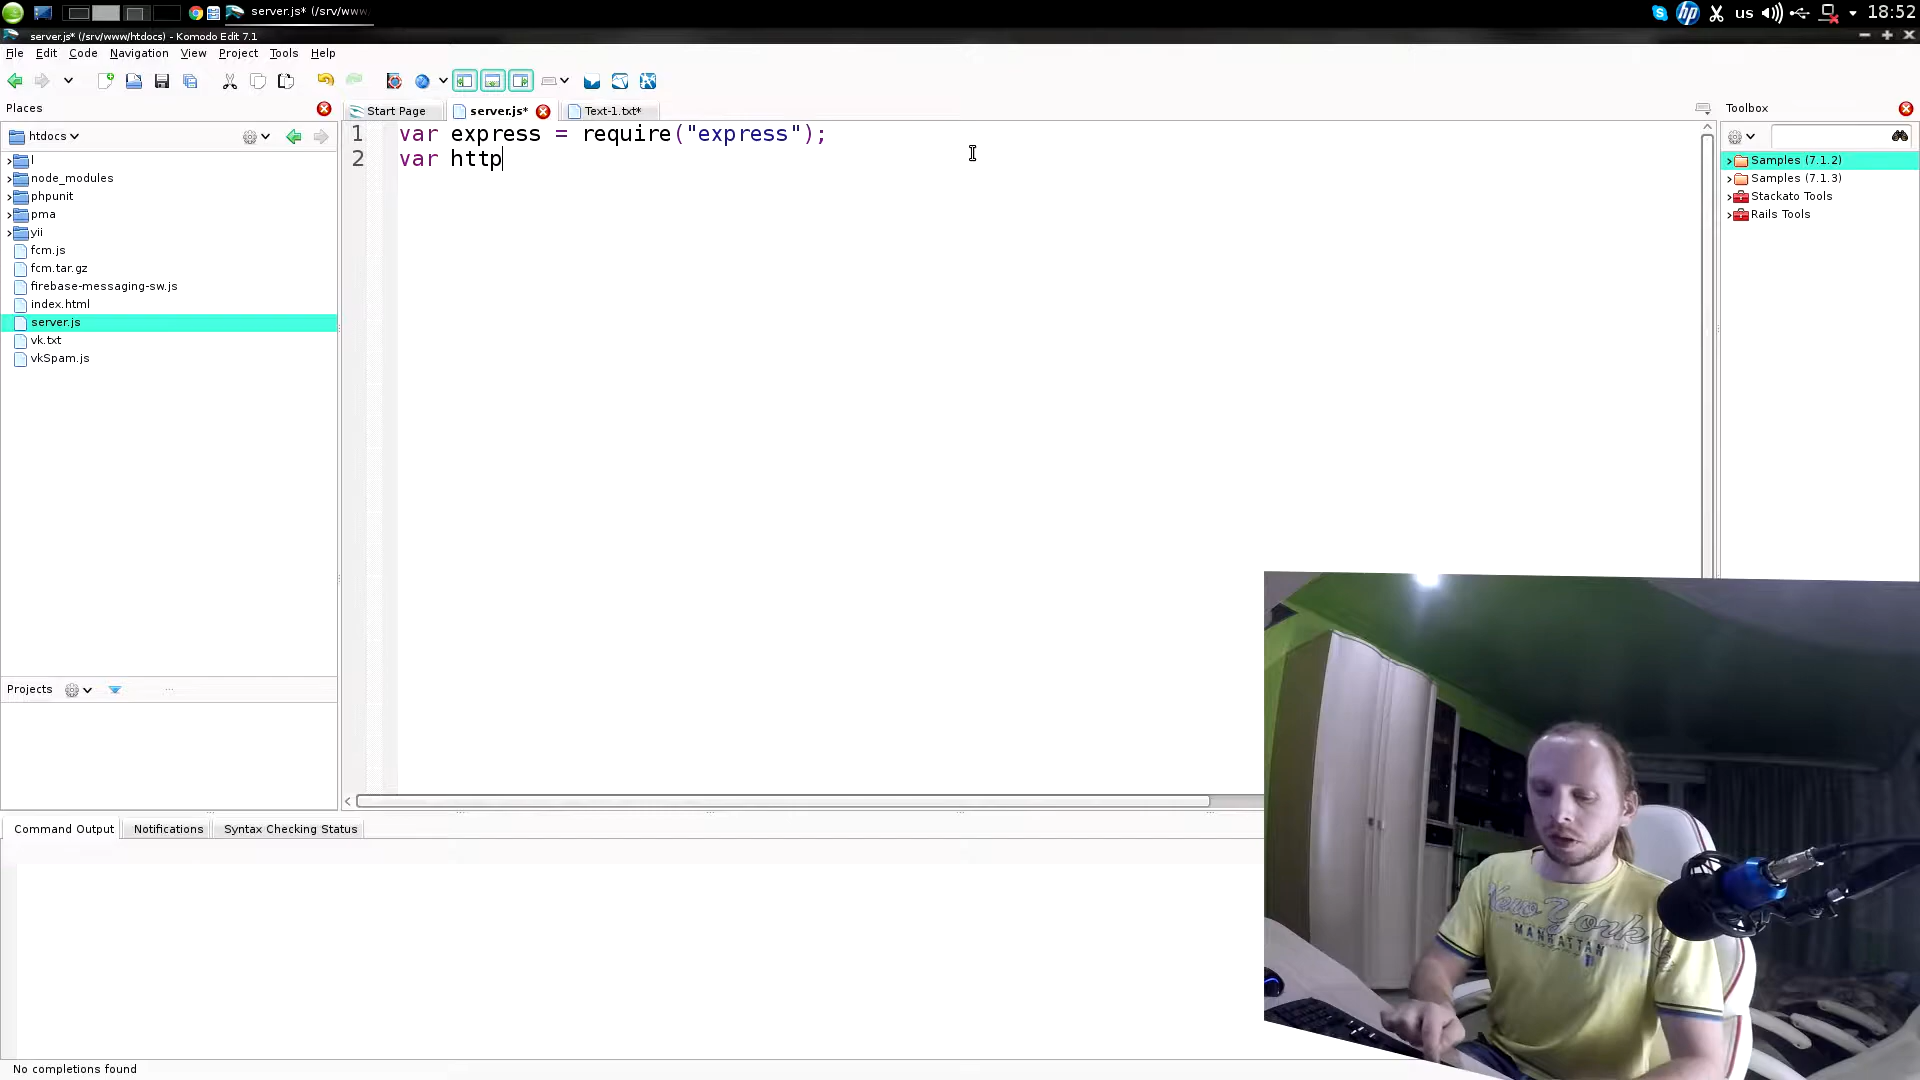 server.js* (/srv/www
us
18:52
server.js* (/srv/www/htdocs) - Komodo Edit 7.1
File Edit Code Navigation View Project Tools Help
Places
Start Page
server.js*
Text-1.txt*
Toolbox
htdocs
l
node_modules
phpunit
pma
yii
fcm.js
fcm.tar.gz
firebase-messaging-sw.js
index.html
server.js
vk.txt
vkSpam.js
1 var express = require("express");
2 var http
Samples (7.1.2)
Samples (7.1.3)
Stackato Tools
Rails Tools
Projects
Command Output
Notifications
Syntax Checking Status
New York
MANHATTAN
No completions found